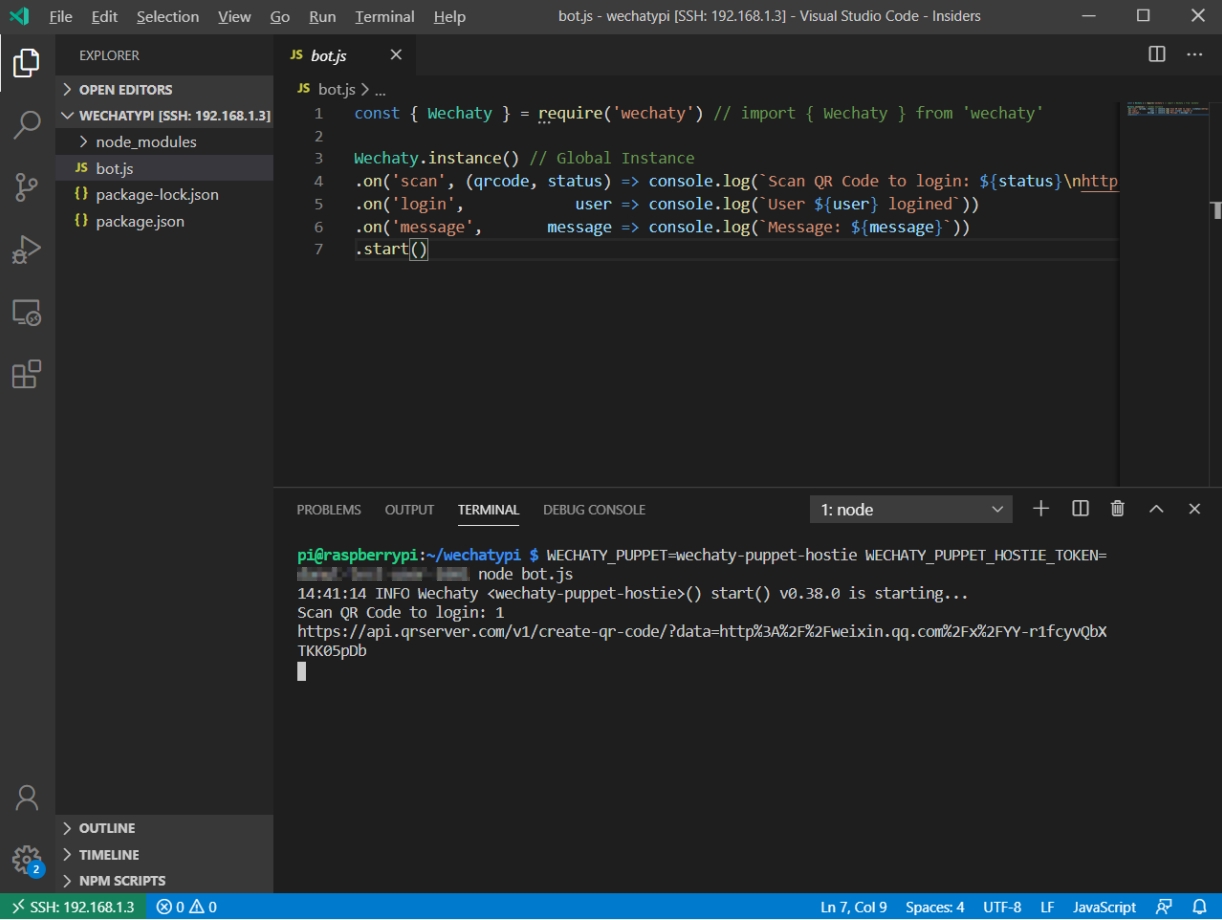 File Edit Selection View Go Run Terminal Help bot.js - wechatypi [SSH: 192.168.1.3] - Visual Studio Code - Insiders
EXPLORER
OPEN EDITORS
WECHATYPI [SSH: 192.168.1.3]
node_modules
JS bot.js
{} package-lock.json
{} package.json
OUTLINE
TIMELINE
NPM SCRIPTS
2
JS bot.js
JS bot.js > ...
1 const { Wechaty } = require('wechaty') // import { Wechaty } from 'wechaty'
2
3 Wechaty.instance() // Global Instance
4 .on('scan', (qrcode, status) => console.log(`Scan QR Code to login: ${status}\nhttp
5 .on('login', user => console.log(`User ${user} logined`))
6 .on('message', message => console.log(`Message: ${message}`))
7 .start()
PROBLEMS OUTPUT TERMINAL DEBUG CONSOLE 1: node
pi@raspberrypi:~/wechatypi $ WECHATY_PUPPET=wechaty-puppet-hostie WECHATY_PUPPET_HOSTIE_TOKEN=
node bot.js
14:41:14 INFO Wechaty <wechaty-puppet-hostie>() start() v0.38.0 is starting...
Scan QR Code to login: 1
https://api.qrserver.com/v1/create-qr-code/?data=http%3A%2F%2Fweixin.qq.com%2Fx%2FYY-r1fcyvQbX
TKK05pDb
SSH: 192.168.1.3 0 0 Ln 7, Col 9 Spaces: 4 UTF-8 LF JavaScript